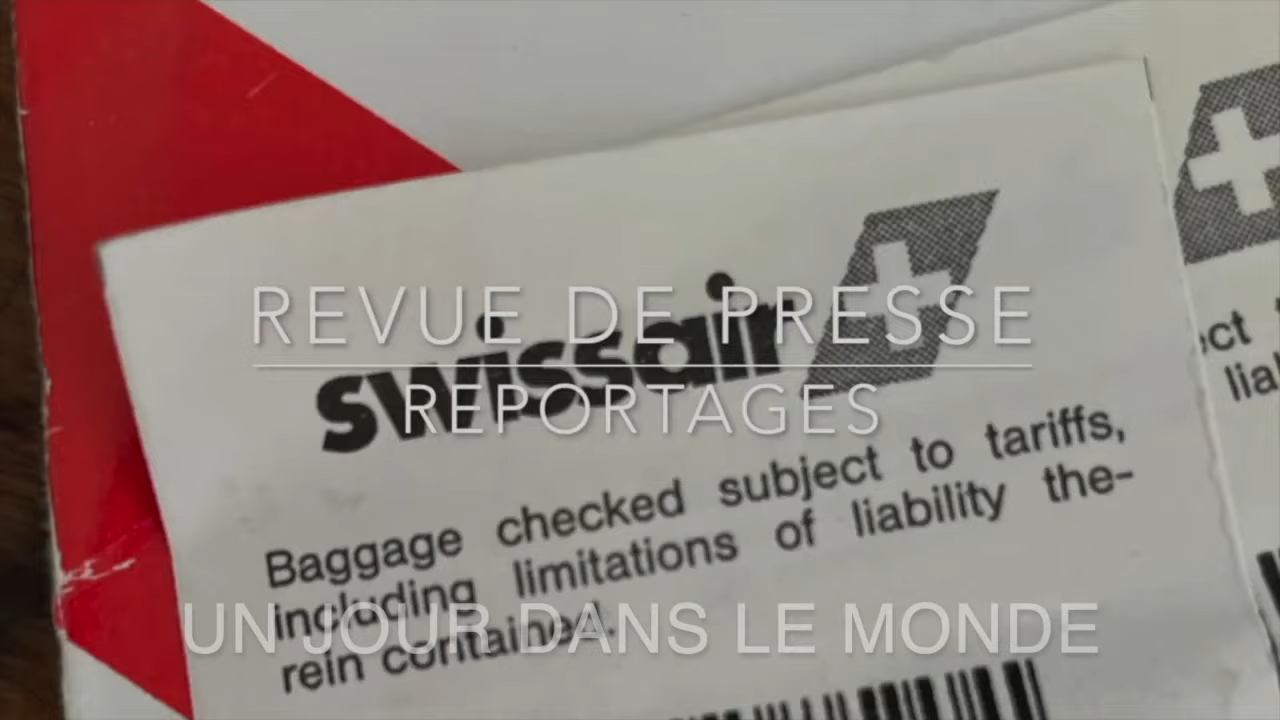 REVUE DE PRESSE
swissair
REPORTAGES
Baggage checked subject to tariffs,
including limitations of liability the-
rein contained.
UN JOUR DANS LE MONDE
ct
lia